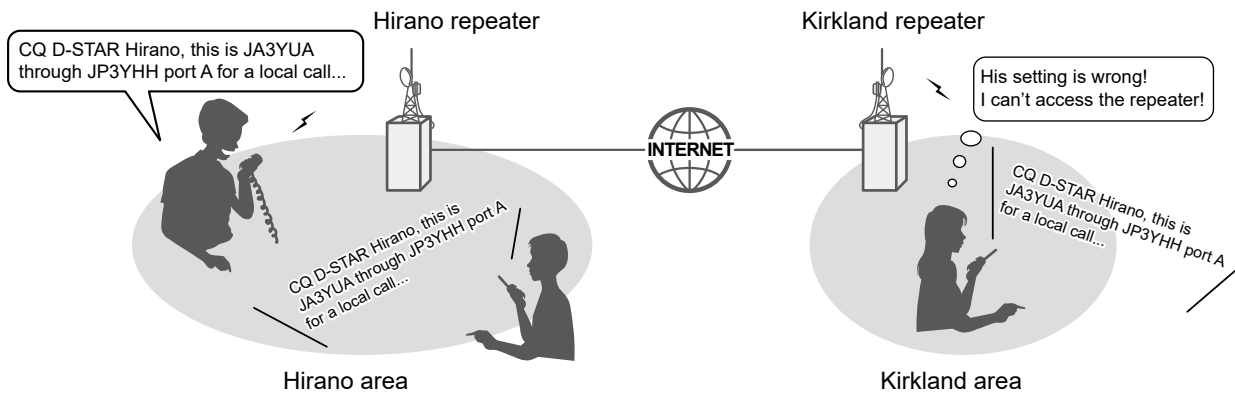 Hirano repeater
Kirkland repeater
CQ D-STAR Hirano, this is JA3YUA
through JP3YHH port A for a local call...
His setting is wrong!
I can't access the repeater!
INTERNET
CQ D-STAR Hirano, this is
JA3YUA through JP3YHH port A
for a local call...
CQ D-STAR Hirano, this is
JA3YUA through JP3YHH port A
for a local call...
Hirano area
Kirkland area